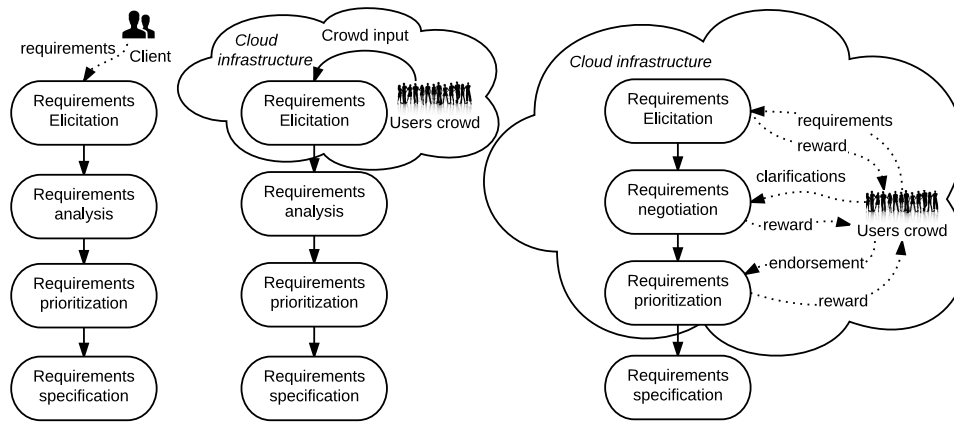 requirements
Client
Requirements
Elicitation
Requirements
analysis
Requirements
prioritization
Requirements
specification
Cloud
infrastructure
Crowd input
Users crowd
Requirements
Elicitation
Requirements
analysis
Requirements
prioritization
Requirements
specification
Cloud infrastructure
Requirements
Elicitation
requirements
reward
clarifications
Requirements
negotiation
Users crowd
reward
endorsement
Requirements
prioritization
reward
Requirements
specification